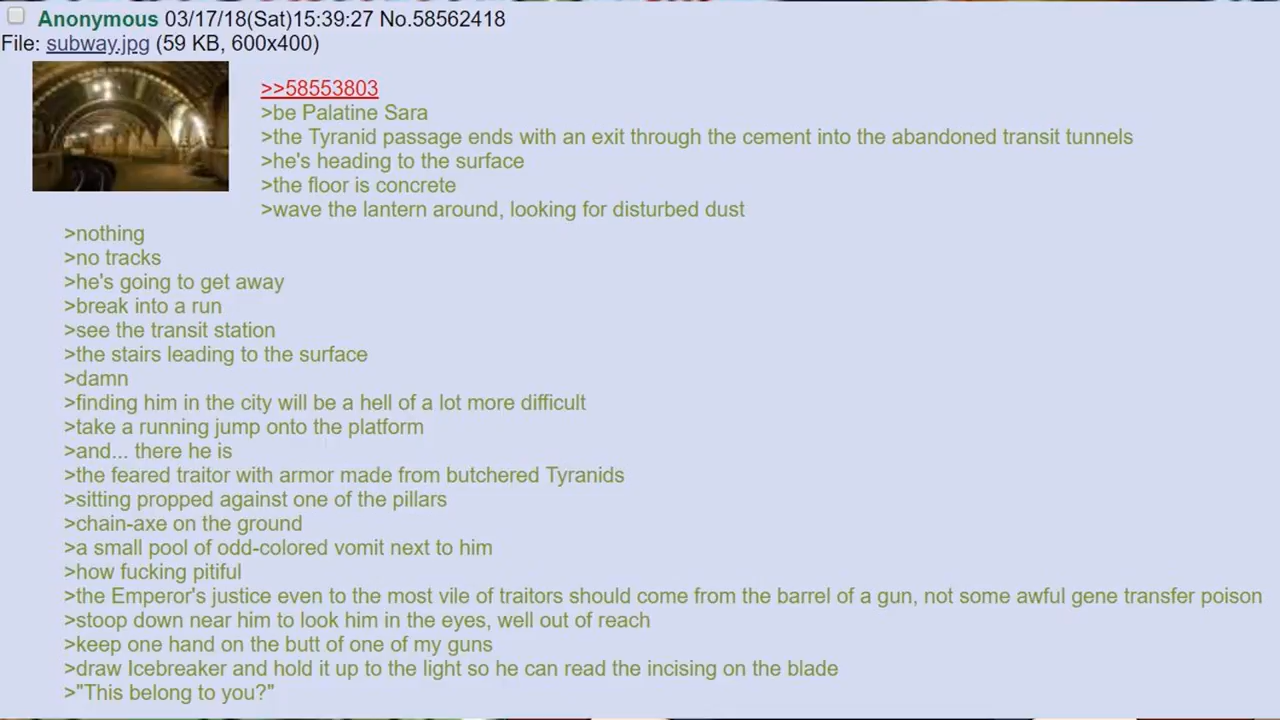 Anonymous 03/17/18(Sat)15:39:27 No.58562418
File: subway.jpg (59 KB, 600x400)
>>58553803
>be Palatine Sara
>the Tyranid passage ends with an exit through the cement into the abandoned transit tunnels
>he's heading to the surface
>the floor is concrete
>wave the lantern around, looking for disturbed dust
>nothing
>no tracks
>he's going to get away
>break into a run
>see the transit station
>the stairs leading to the surface
>damn
>finding him in the city will be a hell of a lot more difficult
>take a running jump onto the platform
>and... there he is
>the feared traitor with armor made from butchered Tyranids
>sitting propped against one of the pillars
>chain-axe on the ground
>a small pool of odd-colored vomit next to him
>how fucking pitiful
>the Emperor's justice even to the most vile of traitors should come from the barrel of a gun, not some awful gene transfer poison
>stoop down near him to look him in the eyes, well out of reach
>keep one hand on the butt of one of my guns
>draw Icebreaker and hold it up to the light so he can read the incising on the blade
>"This belong to you?"